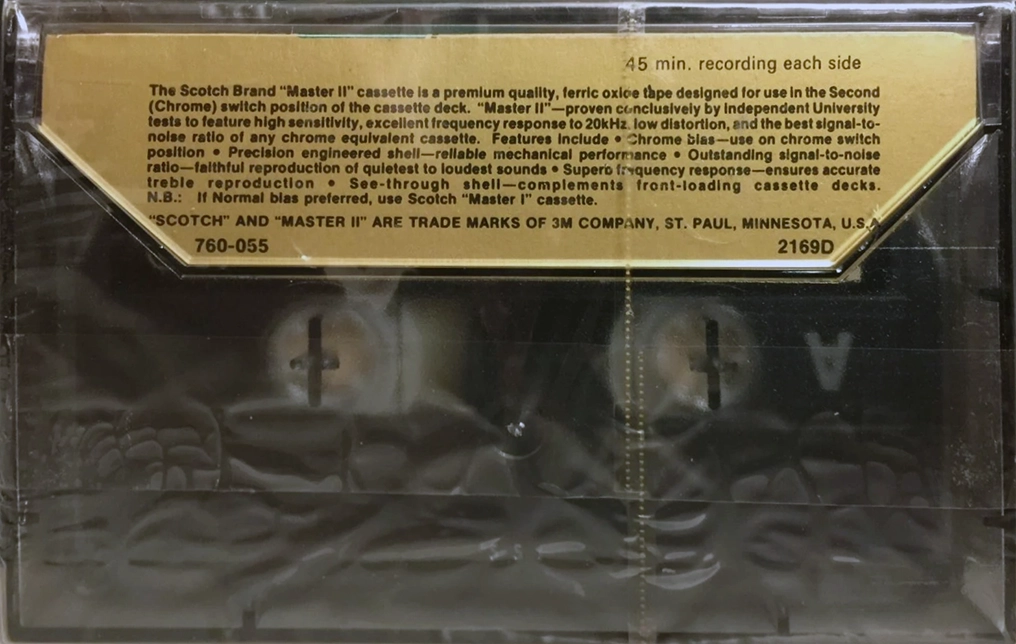 45 min. recording each side
The Scotch Brand "Master II" cassette is a premium quality, ferric oxide tape designed for use in the Second
(Chrome) switch position of the cassette deck. "Master II"—proven conclusively by Independent University
tests to feature high sensitivity, excellent frequency response to 20kHz, low distortion, and the best signal-to-
noise ratio of any chrome equivalent cassette. Features Include • Chrome bias—use on chrome switch
position • Precision engineered shell—reliable mechanical performance • Outstanding signal-to-noise
ratio—faithful reproduction of quietest to loudest sounds • Superb frequency response—ensures accurate
treble reproduction • See-through shell—complements front-loading cassette decks.
N.B.: If Normal bias preferred, use Scotch "Master I" cassette.
"SCOTCH" AND "MASTER II" ARE TRADE MARKS OF 3M COMPANY, ST. PAUL, MINNESOTA, U.S.A.
760-055 2169D
A